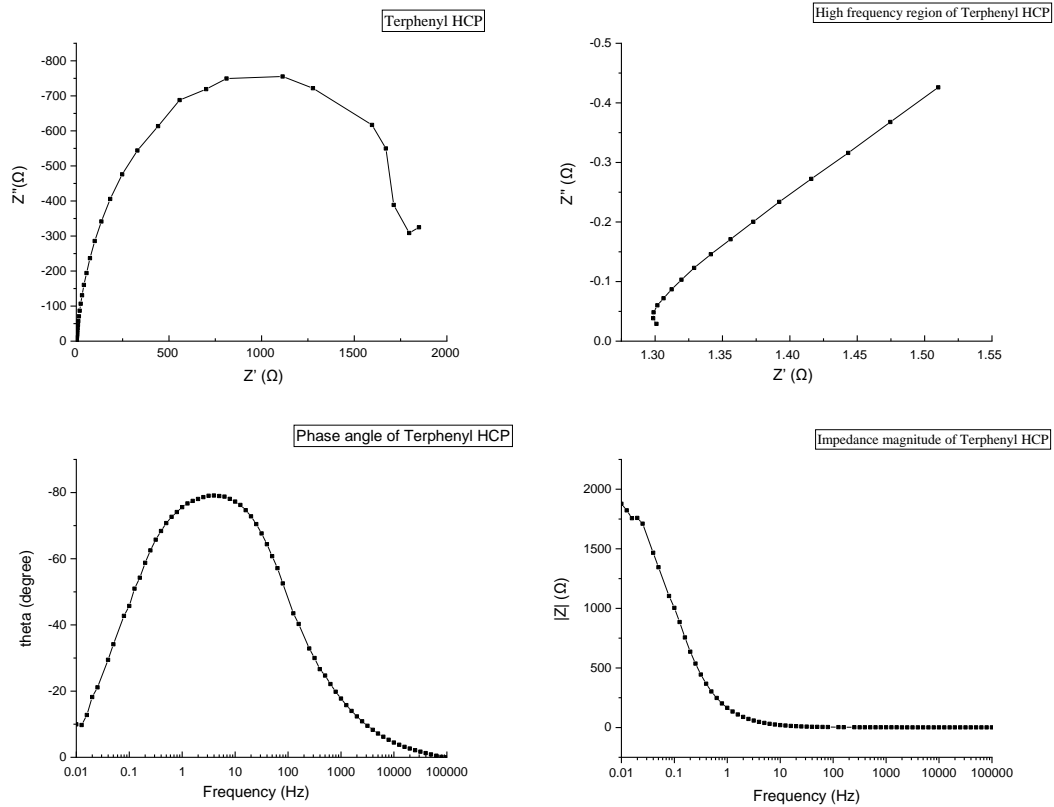 Terphenyl HCP
-800
-700
-600
-500
-400
-300
-200
-100
0
Z''(Ω)
0 500 1000 1500 2000
Z' (Ω)
High frequency region of Terphenyl HCP
-0.5
-0.4
-0.3
-0.2
-0.1
0.0
Z'' (Ω)
1.30 1.35 1.40 1.45 1.50 1.55
Z' (Ω)
Phase angle of Terphenyl HCP
-80
-60
-40
-20
0
theta (degree)
0.01 0.1 1 10 100 1000 10000 100000
Frequency (Hz)
Impedance magnitude of Terphenyl HCP
2000
1750
1500
1000
500
0
|Z| (Ω)
0.01 0.1 1 10 100 1000 10000 100000
Frequency (Hz)